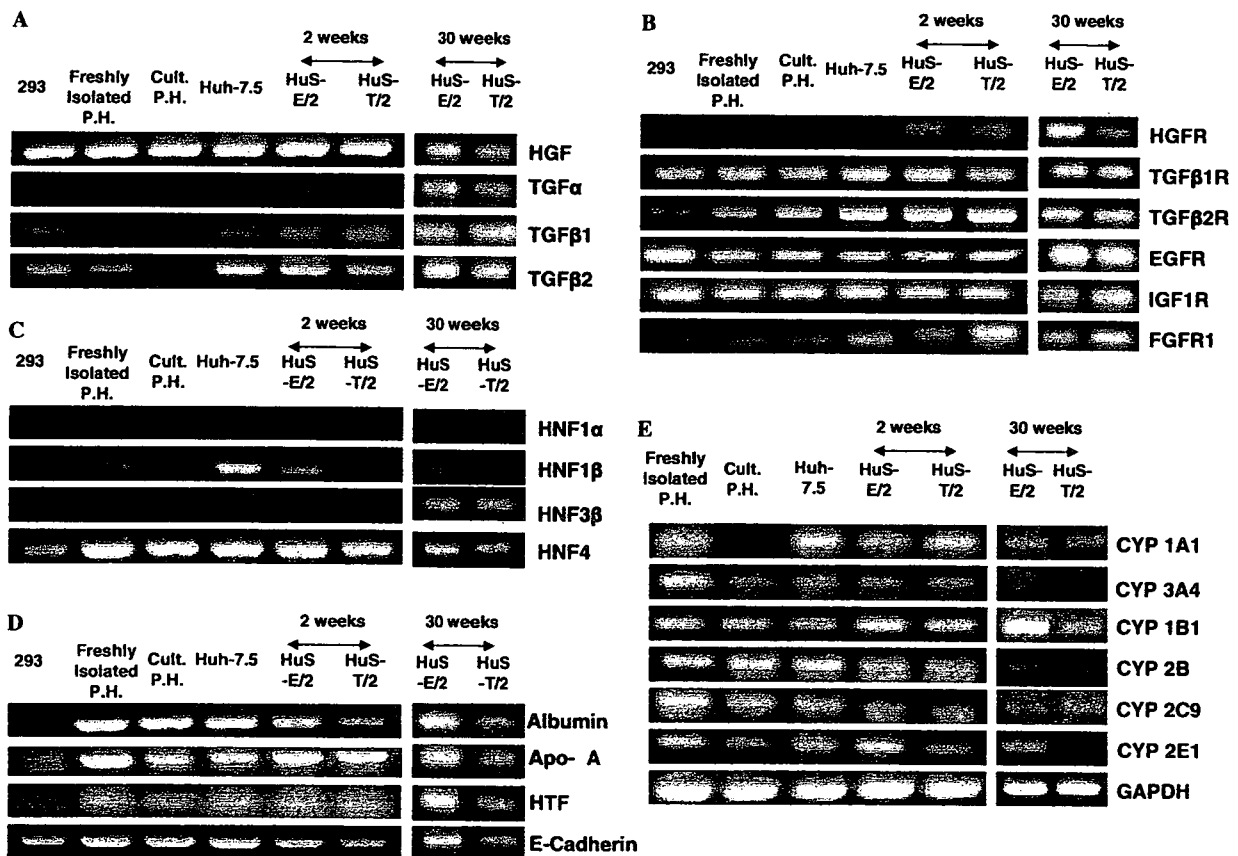 A
2 weeks
30 weeks
293
Freshly
Isolated
P.H.
Cult.
P.H.
Huh-7.5
HuS-
E/2
HuS-
T/2
HuS-
E/2
HuS-
T/2
HGF
TGFα
TGFβ1
TGFβ2
B
2 weeks
30 weeks
293
Freshly
Isolated
P.H.
Cult.
P.H.
Huh-7.5
HuS-
E/2
HuS-
T/2
HuS-
E/2
HuS-
T/2
HGFR
TGFβ1R
TGFβ2R
EGFR
IGF1R
FGFR1
C
2 weeks
30 weeks
293
Freshly
Isolated
P.H.
Cult.
P.H.
Huh-7.5
HuS
-E/2
HuS
-T/2
HuS
-E/2
HuS
-T/2
HNF1α
HNF1β
HNF3β
HNF4
D
2 weeks
30 weeks
293
Freshly
Isolated
P.H.
Cult.
P.H.
Huh-7.5
HuS
-E/2
HuS-
T/2
HuS
-E/2
HuS
-T/2
Albumin
Apo- A
HTF
E-Cadherin
E
2 weeks
30 weeks
Freshly
Isolated
P.H.
Cult.
P.H.
Huh-
7.5
HuS-
E/2
HuS-
T/2
HuS-
E/2
HuS-
T/2
CYP 1A1
CYP 3A4
CYP 1B1
CYP 2B
CYP 2C9
CYP 2E1
GAPDH